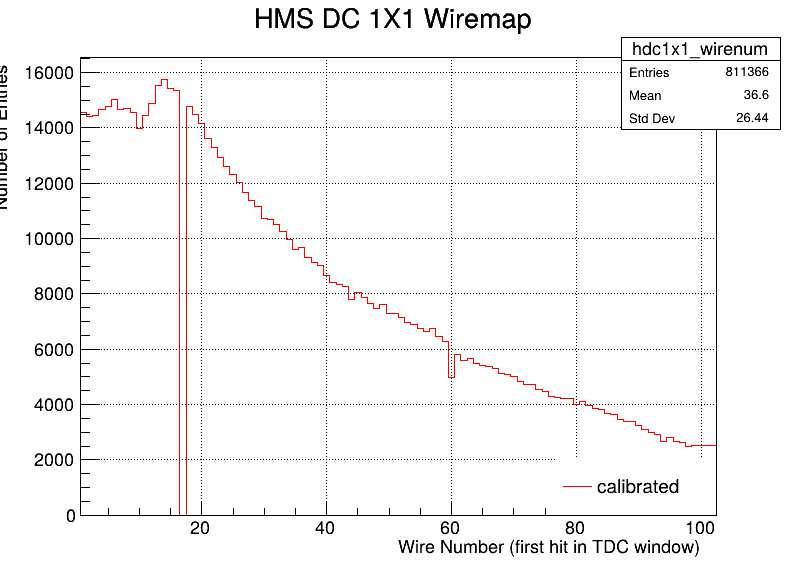 HMS DC 1X1 Wiremap
hdc1x1_wirenum
Entries 811366
Mean 36.6
Std Dev 26.44
Number of Entries
16000
14000
12000
10000
8000
6000
4000
2000
0
20 40 60 80 100
Wire Number (first hit in TDC window)
calibrated